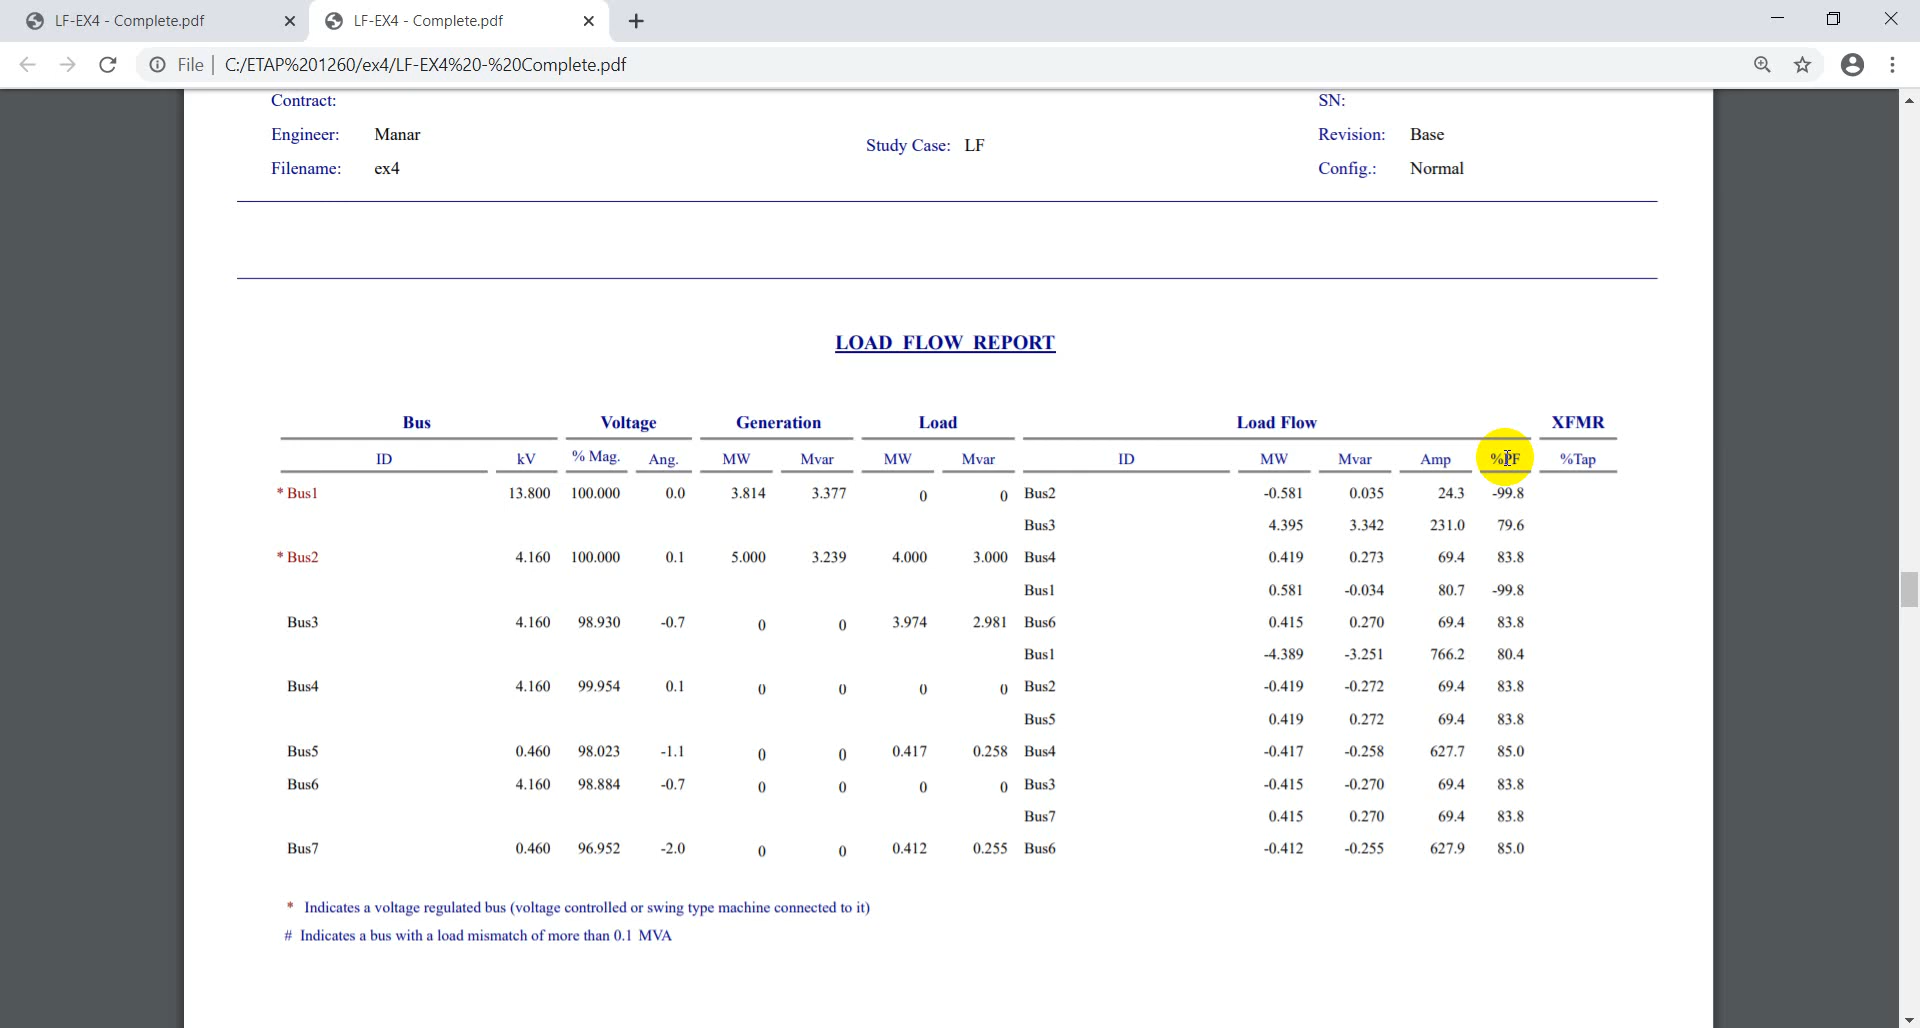 LF-EX4 - Complete.pdf LF-EX4 - Complete.pdf
File C:/ETAP%201260/ex4/LF-EX4%20-%20Complete.pdf
Contract: SN:
Engineer: Manar Study Case: LF Revision: Base
Filename: ex4 Config.: Normal
LOAD FLOW REPORT
Bus Voltage Generation Load Load Flow XFMR
ID kV % Mag. Ang. MW Mvar MW Mvar ID MW Mvar Amp %PF %Tap
* Bus1 13.800 100.000 0.0 3.814 3.377 0 0 Bus2 -0.581 0.035 24.3 -99.8
Bus3 4.395 3.342 231.0 79.6
* Bus2 4.160 100.000 0.1 5.000 3.239 4.000 3.000 Bus4 0.419 0.273 69.4 83.8
Bus1 0.581 -0.034 80.7 -99.8
Bus3 4.160 98.930 -0.7 0 0 3.974 2.981 Bus6 0.415 0.270 69.4 83.8
Bus1 -4.389 -3.251 766.2 80.4
Bus4 4.160 99.954 0.1 0 0 0 0 Bus2 -0.419 -0.272 69.4 83.8
Bus5 0.419 0.272 69.4 83.8
Bus5 0.460 98.023 -1.1 0 0 0.417 0.258 Bus4 -0.417 -0.258 627.7 85.0
Bus6 4.160 98.884 -0.7 0 0 0 0 Bus3 -0.415 -0.270 69.4 83.8
Bus7 0.415 0.270 69.4 83.8
Bus7 0.460 96.952 -2.0 0 0 0.412 0.255 Bus6 -0.412 -0.255 627.9 85.0
* Indicates a voltage regulated bus (voltage controlled or swing type machine connected to it)
# Indicates a bus with a load mismatch of more than 0.1 MVA